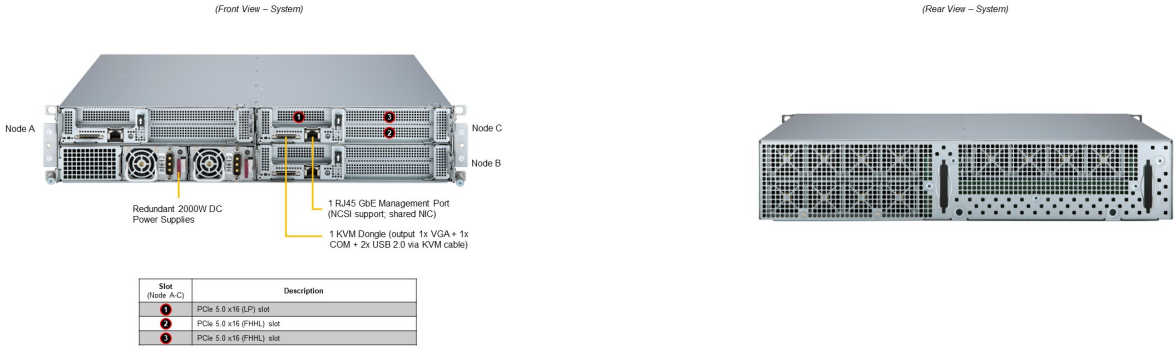 (Front View – System)
(Rear View – System)
1
3
2
Node A
Node C
Node B
Redundant 2000W DC
Power Supplies
1 RJ45 GbE Management Port
(NCSI support; shared NIC)
1 KVM Dongle (output 1x VGA + 1x
COM + 2x USB 2.0 via KVM cable)
Slot
(Node A-C)
Description
1
PCIe 5.0 x16 (LP) slot
2
PCIe 5.0 x16 (FHHL) slot
3
PCIe 5.0 x16 (FHHL) slot